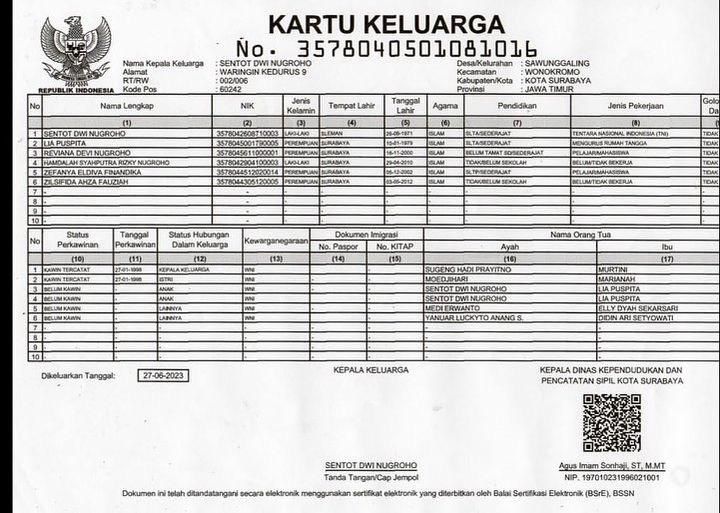 KARTU KELUARGA
No. 3578040501081016
REPUBLIK INDONESIA
Nama Kepala Keluarga : SENTOT DWI NUGROHO
Alamat : WARINGIN KEDURUS 9
RT/RW : 002/006
Kode Pos : 60242
Desa/Kelurahan : SAWUNGGALING
Kecamatan : WONOKROMO
Kabupaten/Kota : KOTA SURABAYA
Provinsi : JAWA TIMUR
No Nama Lengkap NIK Jenis Kelamin Tempat Lahir Tanggal Lahir Agama Pendidikan Jenis Pekerjaan
(1) (2) (3) (4) (5) (6) (7) (8)
1 SENTOT DWI NUGROHO 3578042608710003 LAKI-LAKI SLEMAN 26-08-1971 ISLAM SLTA/SEDERAJAT TENTARA NASIONAL INDONESIA (TNI) TIDAK
2 LIA PUSPITA 3578045001790005 PEREMPUAN SURABAYA 10-01-1979 ISLAM SLTA/SEDERAJAT MENGURUS RUMAH TANGGA TIDAK
3 REVIANA DEVI NUGROHO 3578045611000001 PEREMPUAN SURABAYA 16-11-2000 ISLAM BELUM TAMAT SD/SEDERAJAT PELAJAR/MAHASISWA TIDAK
4 HAMDALAH SYAHPUTRA RIZKY NUGROHO 3578042904100003 LAKI-LAKI SURABAYA 29-04-2010 ISLAM TIDAK/BELUM SEKOLAH BELUM/TIDAK BEKERJA TIDAK
5 ZEFANYA ELDIVA FINANDIKA 3578044512020014 PEREMPUAN SURABAYA 05-12-2002 ISLAM SLTP/SEDERAJAT PELAJAR/MAHASISWA TIDAK
6 ZILSIFIDA AHZA FAUZIAH 3578044305120005 PEREMPUAN SURABAYA 03-05-2012 ISLAM TIDAK/BELUM SEKOLAH BELUM/TIDAK BEKERJA TIDAK
7 - - - - - - - -
8 - - - - - - - -
9 - - - - - - - -
10 - - - - - - - -
No Status Perkawinan Tanggal Perkawinan Status Hubungan Dalam Keluarga Kewarganegaraan Dokumen Imigrasi Nama Orang Tua
No. Paspor No. KITAP Ayah Ibu
(10) (11) (12) (13) (14) (15) (16) (17)
1 KAWIN TERCATAT 27-01-1998 KEPALA KELUARGA WNI - - SUGENG HADI PRAYITNO MURTINI
2 KAWIN TERCATAT 27-01-1998 ISTRI WNI - - MOEDJIHARI MARIANAH
3 BELUM KAWIN - ANAK WNI - - SENTOT DWI NUGROHO LIA PUSPITA
4 BELUM KAWIN - ANAK WNI - - SENTOT DWI NUGROHO LIA PUSPITA
5 BELUM KAWIN - LAINNYA WNI - - MEDI ERWANTO ELLY DYAH SEKARSARI
6 BELUM KAWIN - LAINNYA WNI - - YANUAR LUCKYTO ANANG S. DIDIN ARI SETYOWATI
7 - - - - - - - -
8 - - - - - - - -
9 - - - - - - - -
10 - - - - - - - -
Dikeluarkan Tanggal: 27-06-2023
KEPALA KELUARGA
KEPALA DINAS KEPENDUDUKAN DAN
PENCATATAN SIPIL KOTA SURABAYA
SENTOT DWI NUGROHO
Tanda Tangan/Cap Jempol
Agus Imam Sonhaji, ST, M.MT
NIP. 197010231996021001
Dokumen ini telah ditandatangani secara elektronik menggunakan sertifikat elektronik yang diterbitkan oleh Balai Sertifikasi Elektronik (BSrE), BSSN